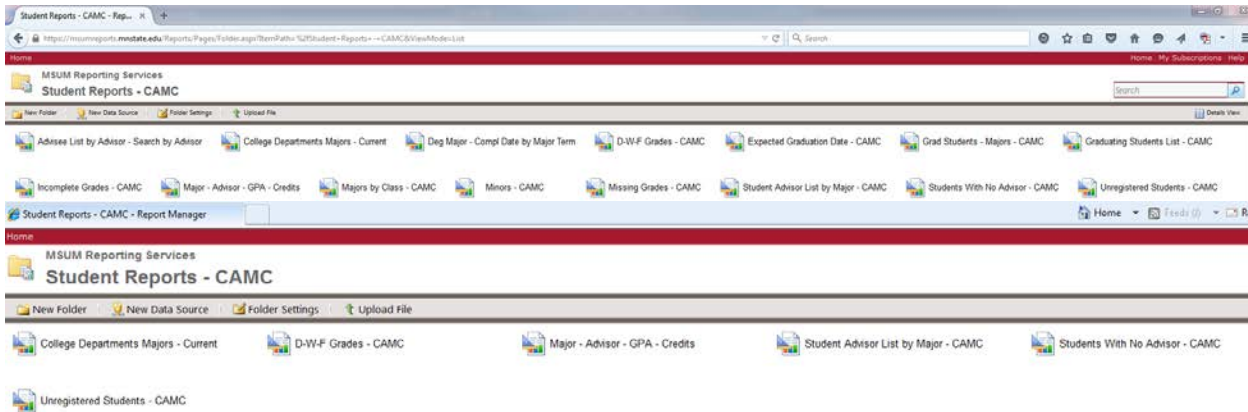 Student Reports - CAMC - Rep...
https://msumreports.mnstate.edu/Reports/Pages/Folder.aspx?ItemPath=%2fStudent+Reports+-+CAMC&ViewMode=List
Search
Home
Home My Subscriptions Help
MSUM Reporting Services
Student Reports - CAMC
Search
New Folder New Data Source Folder Settings Upload File
Details View
Advisee List by Advisor - Search by Advisor College Departments Majors - Current Deg Major - Compl Date by Major Term D-W-F Grades - CAMC Expected Graduation Date - CAMC Grad Students - Majors - CAMC Graduating Students List - CAMC
Incomplete Grades - CAMC Major - Advisor - GPA - Credits Majors by Class - CAMC Minors - CAMC Missing Grades - CAMC Student Advisor List by Major - CAMC Students With No Advisor - CAMC Unregistered Students - CAMC
Student Reports - CAMC - Report Manager
Home Feeds (J) R
Home
MSUM Reporting Services
Student Reports - CAMC
New Folder New Data Source Folder Settings Upload File
College Departments Majors - Current D-W-F Grades - CAMC Major - Advisor - GPA - Credits Student Advisor List by Major - CAMC Students With No Advisor - CAMC
Unregistered Students - CAMC